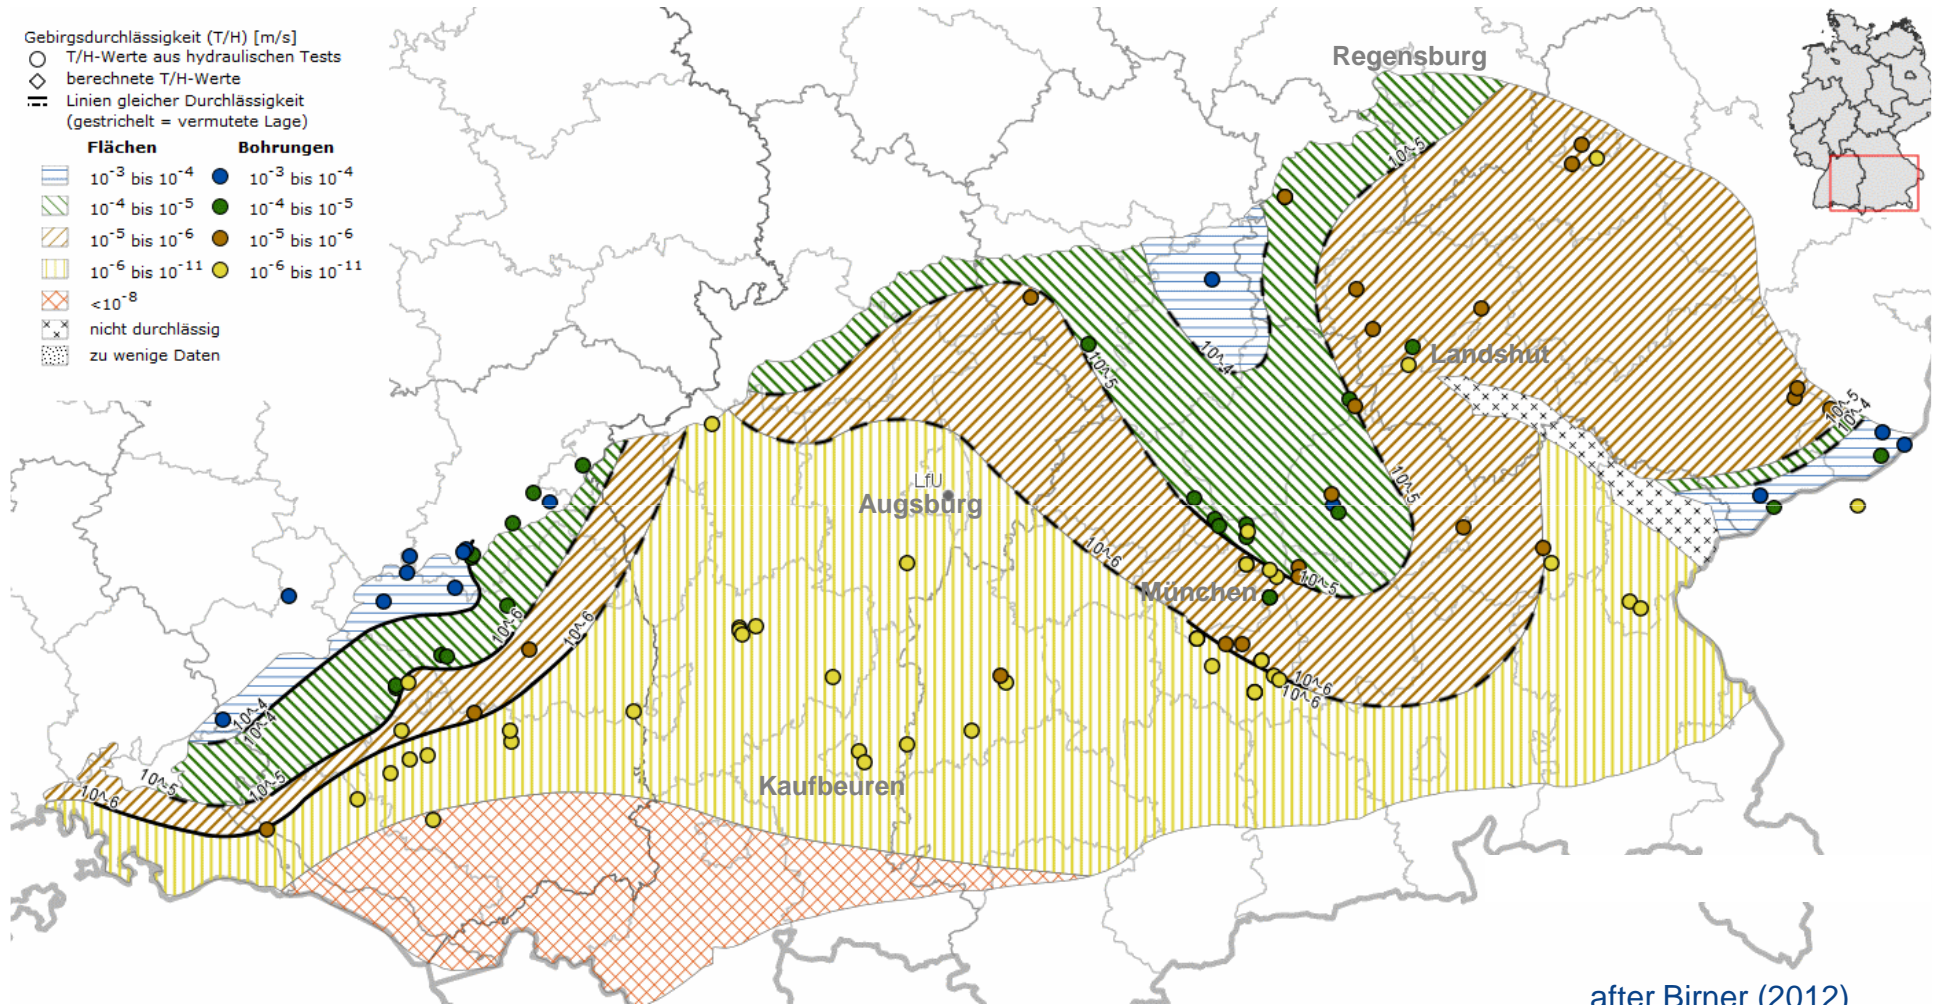 Gebirgsdurchlässigkeit (T/H) [m/s]
T/H-Werte aus hydraulischen Tests
berechnete T/H-Werte
Linien gleicher Durchlässigkeit
(gestrichelt = vermutete Lage)
Flächen Bohrungen
10⁻³ bis 10⁻⁴ 10⁻³ bis 10⁻⁴
10⁻⁴ bis 10⁻⁵ 10⁻⁴ bis 10⁻⁵
10⁻⁵ bis 10⁻⁶ 10⁻⁵ bis 10⁻⁶
10⁻⁶ bis 10⁻¹¹ 10⁻⁶ bis 10⁻¹¹
<10⁻⁸
nicht durchlässig
zu wenige Daten
Regensburg
10^-5
10^-4
Landshut
10^-5
10^-5
10^-4
10^-5
LfU
Augsburg
10^-6
München
10^-5
10^-6
10^-6
10^-6
10^-6
10^-4
10^-4
10^-5
10^-5
10^-6
Kaufbeuren
after Birner (2012)